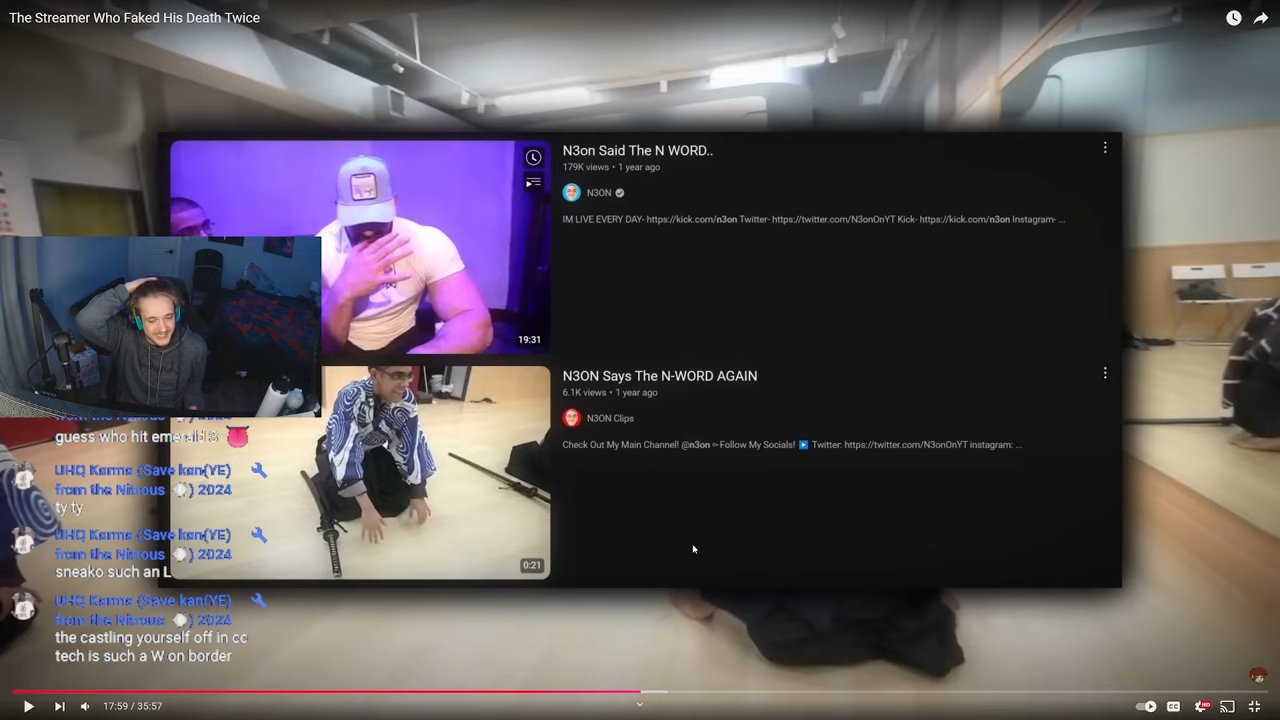 The Streamer Who Faked His Death Twice
N3on Said The N WORD..
179K views • 1 year ago
N3ON
IM LIVE EVERY DAY- https://kick.com/n3on Twitter- https://twitter.com/N3onOnYT Kick- https://kick.com/n3on Instagram- ...
19:31
N3ON Says The N-WORD AGAIN
6.1K views • 1 year ago
N3ON Clips
Check Out My Main Channel! @n3on ✂Follow My Socials! ▶ Twitter: https://twitter.com/N3onOnYT instagram: ...
0:21
guess who hit emerald 3
UHQ Karma (Save kan(YE)
from the Nitrous ) 2024
ty ty
UHQ Karma (Save kan(YE)
from the Nitrous ) 2024
sneako such an L
UHQ Karma (Save kan(YE)
from the Nitrous ) 2024
the castling yourself off in cc
tech is such a W on border
17:59 / 35:57
CC
HD